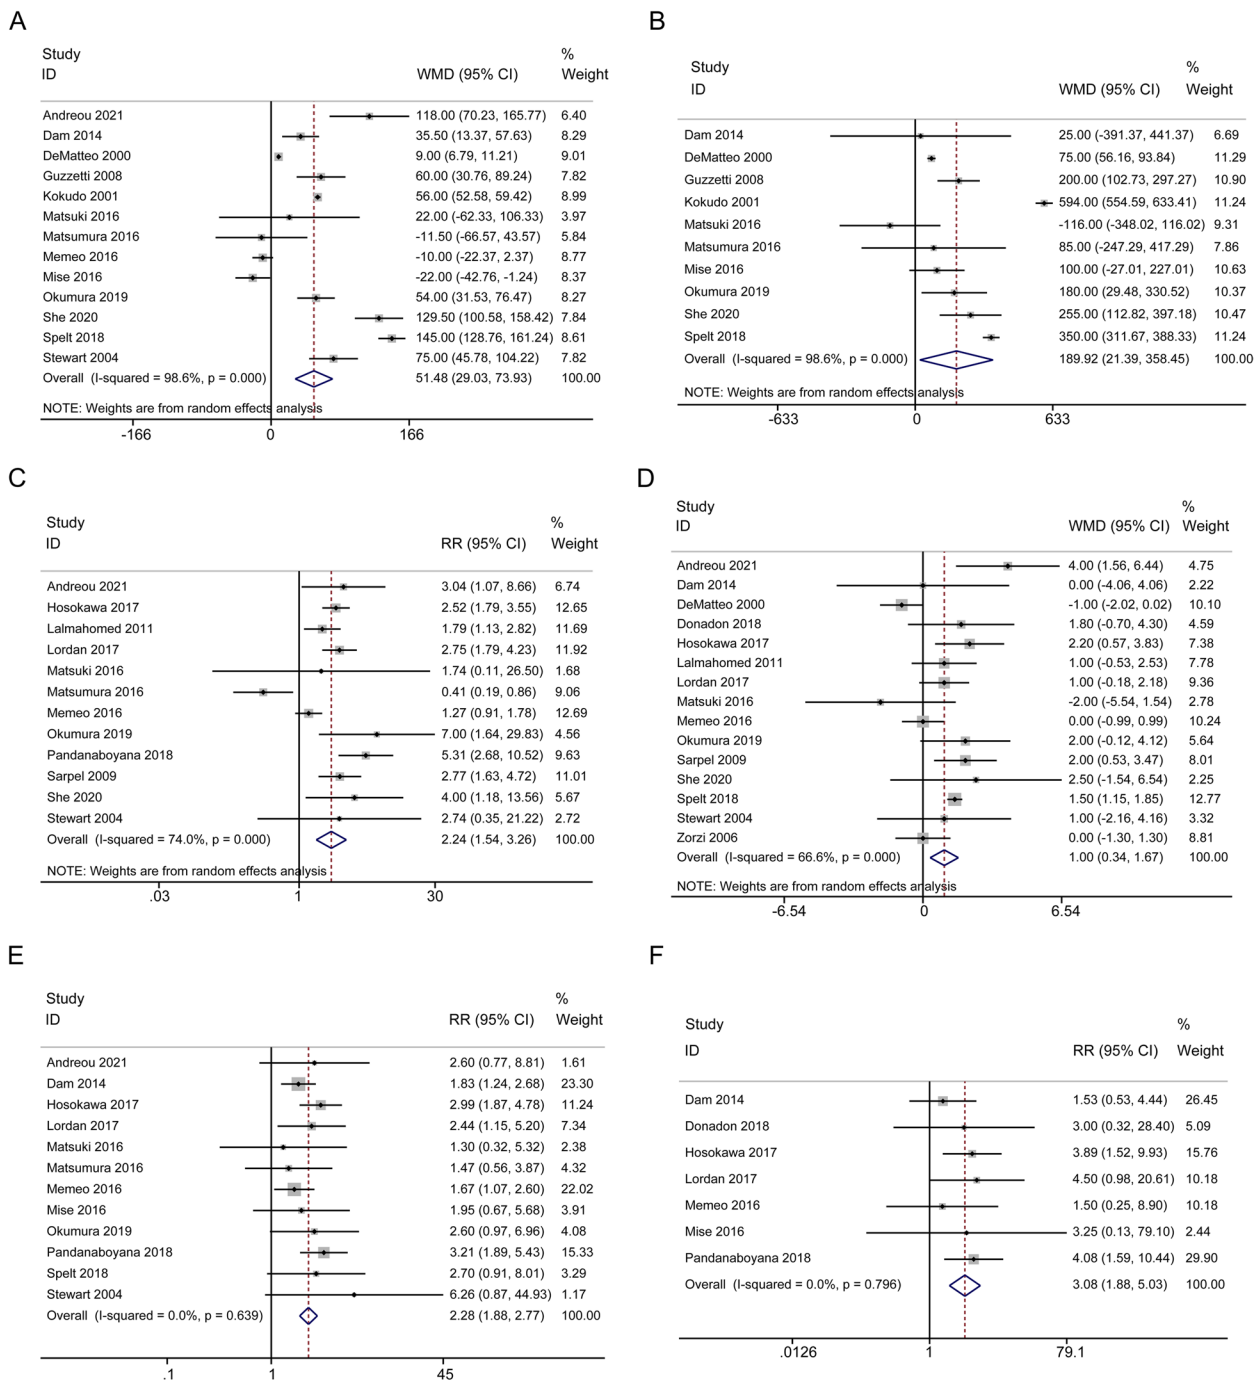 A
Study %
ID WMD (95% CI) Weight
Andreou 2021 118.00 (70.23, 165.77) 6.40
Dam 2014 35.50 (13.37, 57.63) 8.29
DeMatteo 2000 9.00 (6.79, 11.21) 9.01
Guzzetti 2008 60.00 (30.76, 89.24) 7.82
Kokudo 2001 56.00 (52.58, 59.42) 8.99
Matsuki 2016 22.00 (-62.33, 106.33) 3.97
Matsumura 2016 -11.50 (-66.57, 43.57) 5.84
Memeo 2016 -10.00 (-22.37, 2.37) 8.77
Mise 2016 -22.00 (-42.76, -1.24) 8.37
Okumura 2019 54.00 (31.53, 76.47) 8.27
She 2020 129.50 (100.58, 158.42) 7.84
Spelt 2018 145.00 (128.76, 161.24) 8.61
Stewart 2004 75.00 (45.78, 104.22) 7.82
Overall (I-squared = 98.6%, p = 0.000) 51.48 (29.03, 73.93) 100.00
NOTE: Weights are from random effects analysis
-166 0 166
B
Study %
ID WMD (95% CI) Weight
Dam 2014 25.00 (-391.37, 441.37) 6.69
DeMatteo 2000 75.00 (56.16, 93.84) 11.29
Guzzetti 2008 200.00 (102.73, 297.27) 10.90
Kokudo 2001 594.00 (554.59, 633.41) 11.24
Matsuki 2016 -116.00 (-348.02, 116.02) 9.31
Matsumura 2016 85.00 (-247.29, 417.29) 7.86
Mise 2016 100.00 (-27.01, 227.01) 10.63
Okumura 2019 180.00 (29.48, 330.52) 10.37
She 2020 255.00 (112.82, 397.18) 10.47
Spelt 2018 350.00 (311.67, 388.33) 11.24
Overall (I-squared = 98.6%, p = 0.000) 189.92 (21.39, 358.45) 100.00
NOTE: Weights are from random effects analysis
-633 0 633
C
Study %
ID RR (95% CI) Weight
Andreou 2021 3.04 (1.07, 8.66) 6.74
Hosokawa 2017 2.52 (1.79, 3.55) 12.65
Lalmahomed 2011 1.79 (1.13, 2.82) 11.69
Lordan 2017 2.75 (1.79, 4.23) 11.92
Matsuki 2016 1.74 (0.11, 26.50) 1.68
Matsumura 2016 0.41 (0.19, 0.86) 9.06
Memeo 2016 1.27 (0.91, 1.78) 12.69
Okumura 2019 7.00 (1.64, 29.83) 4.56
Pandanaboyana 2018 5.31 (2.68, 10.52) 9.63
Sarpel 2009 2.77 (1.63, 4.72) 11.01
She 2020 4.00 (1.18, 13.56) 5.67
Stewart 2004 2.74 (0.35, 21.22) 2.72
Overall (I-squared = 74.0%, p = 0.000) 2.24 (1.54, 3.26) 100.00
NOTE: Weights are from random effects analysis
.03 1 30
D
Study %
ID WMD (95% CI) Weight
Andreou 2021 4.00 (1.56, 6.44) 4.75
Dam 2014 0.00 (-4.06, 4.06) 2.22
DeMatteo 2000 -1.00 (-2.02, 0.02) 10.10
Donadon 2018 1.80 (-0.70, 4.30) 4.59
Hosokawa 2017 2.20 (0.57, 3.83) 7.38
Lalmahomed 2011 1.00 (-0.53, 2.53) 7.78
Lordan 2017 1.00 (-0.18, 2.18) 9.36
Matsuki 2016 -2.00 (-5.54, 1.54) 2.78
Memeo 2016 0.00 (-0.99, 0.99) 10.24
Okumura 2019 2.00 (-0.12, 4.12) 5.64
Sarpel 2009 2.00 (0.53, 3.47) 8.01
She 2020 2.50 (-1.54, 6.54) 2.25
Spelt 2018 1.50 (1.15, 1.85) 12.77
Stewart 2004 1.00 (-2.16, 4.16) 3.32
Zorzi 2006 0.00 (-1.30, 1.30) 8.81
Overall (I-squared = 66.6%, p = 0.000) 1.00 (0.34, 1.67) 100.00
NOTE: Weights are from random effects analysis
-6.54 0 6.54
E
Study %
ID RR (95% CI) Weight
Andreou 2021 2.60 (0.77, 8.81) 1.61
Dam 2014 1.83 (1.24, 2.68) 23.30
Hosokawa 2017 2.99 (1.87, 4.78) 11.24
Lordan 2017 2.44 (1.15, 5.20) 7.34
Matsuki 2016 1.30 (0.32, 5.32) 2.38
Matsumura 2016 1.47 (0.56, 3.87) 4.32
Memeo 2016 1.67 (1.07, 2.60) 22.02
Mise 2016 1.95 (0.67, 5.68) 3.91
Okumura 2019 2.60 (0.97, 6.96) 4.08
Pandanaboyana 2018 3.21 (1.89, 5.43) 15.33
Spelt 2018 2.70 (0.91, 8.01) 3.29
Stewart 2004 6.26 (0.87, 44.93) 1.17
Overall (I-squared = 0.0%, p = 0.639) 2.28 (1.88, 2.77) 100.00
.1 1 45
F
Study %
ID RR (95% CI) Weight
Dam 2014 1.53 (0.53, 4.44) 26.45
Donadon 2018 3.00 (0.32, 28.40) 5.09
Hosokawa 2017 3.89 (1.52, 9.93) 15.76
Lordan 2017 4.50 (0.98, 20.61) 10.18
Memeo 2016 1.50 (0.25, 8.90) 10.18
Mise 2016 3.25 (0.13, 79.10) 2.44
Pandanaboyana 2018 4.08 (1.59, 10.44) 29.90
Overall (I-squared = 0.0%, p = 0.796) 3.08 (1.88, 5.03) 100.00
.0126 1 79.1